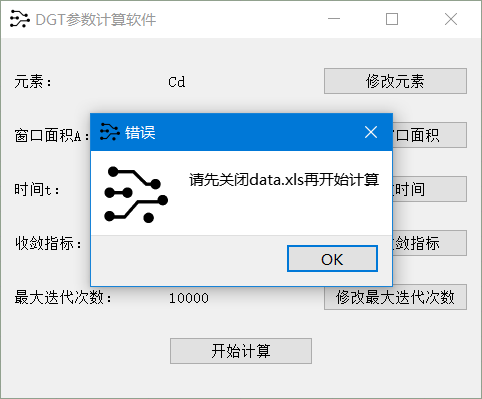 DGT参数计算软件
元素：
Cd
修改元素
窗口面积A：
口面积
错误
请先关闭data.xls再开始计算
OK
时间t：
时间
收敛指标：
敛指标
最大迭代次数：
10000
修改最大迭代次数
开始计算